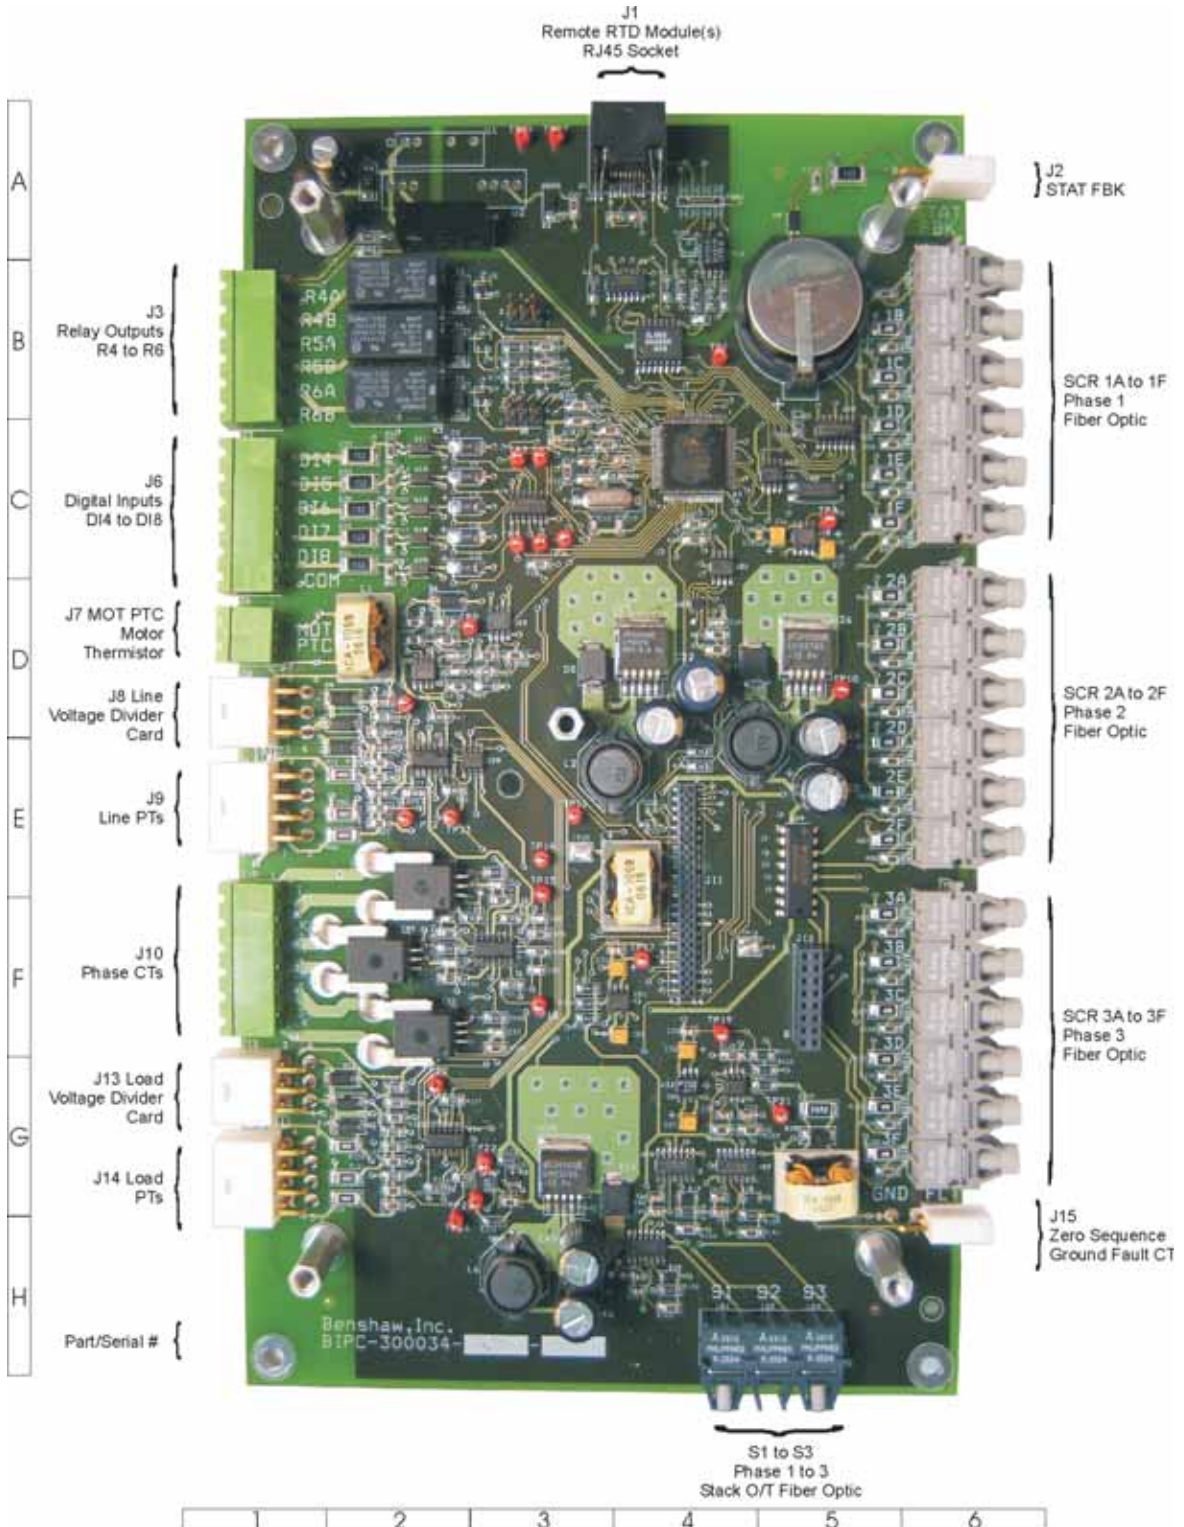 J1
Remote RTD Module(s)
RJ45 Socket
A
J2
STAT FBK
B
J3
Relay Outputs
R4 to R6
R4A
R4B
R5A
R5B
R6A
R6B
1B
1C
1D
1E
1F
SCR 1A to 1F
Phase 1
Fiber Optic
C
J6
Digital Inputs
DI4 to DI8
DI4
DI5
DI6
DI7
DI8
COM
D
J7 MOT PTC
Motor
Thermistor
MOT
PTC
J8 Line
Voltage Divider
Card
2A
2B
2C
2D
2E
2F
SCR 2A to 2F
Phase 2
Fiber Optic
E
J9
Line PTs
TP14
TP15
J11
F
J10
Phase CTs
3A
3B
3C
3D
3E
3F
SCR 3A to 3F
Phase 3
Fiber Optic
G
J13 Load
Voltage Divider
Card
J14 Load
PTs
TP19
TP21
GND FL
J15
Zero Sequence
Ground Fault CT
H
Part/Serial #
Benshaw,Inc.
BIPC-300034-
S1 S2 S3
S1 to S3
Phase 1 to 3
Stack O/T Fiber Optic
1 2 3 4 5 6